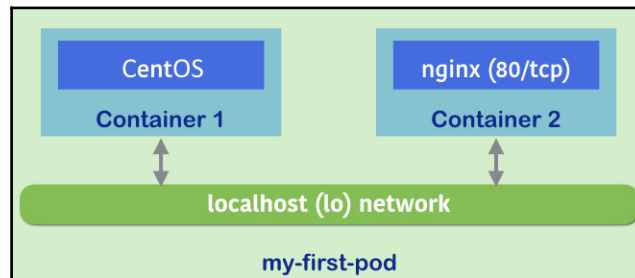 CentOS
nginx (80/tcp)
Container 1
Container 2
localhost (lo) network
my-first-pod